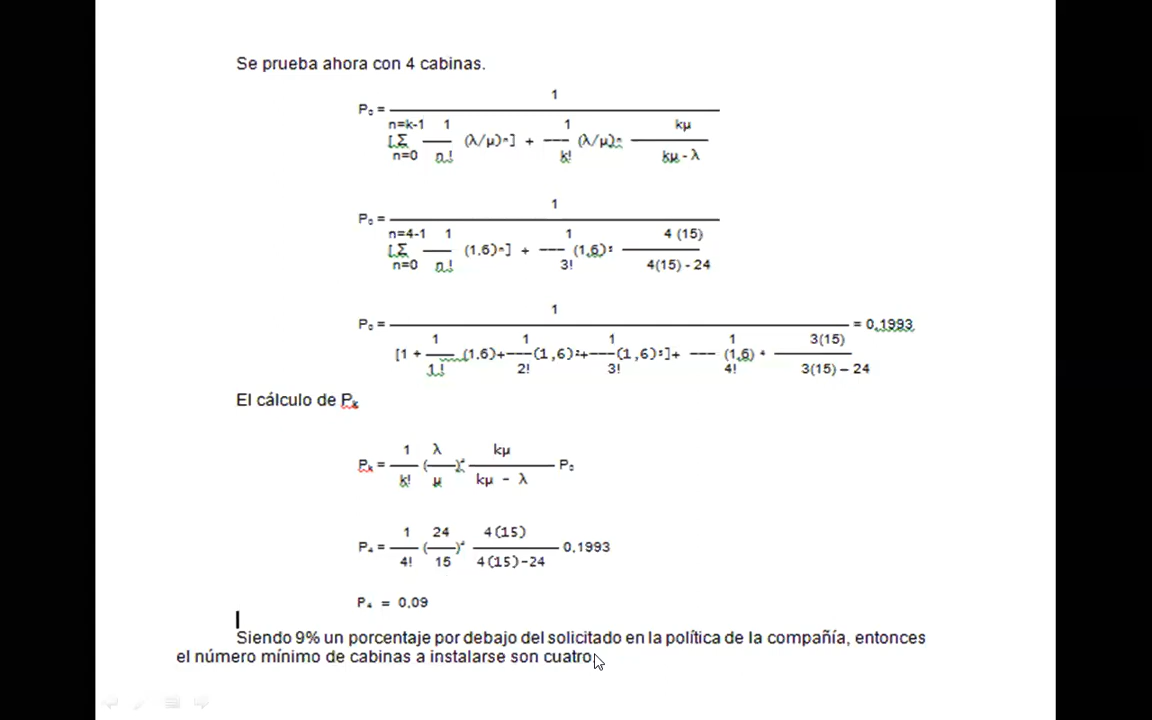 Se prueba ahora con 4 cabinas.
1
P₀ =
n=k-1 1 1 kμ
[ Σ (λ/μ)ⁿ] + (λ/μ)ⁿ
n=0 n! k! kμ - λ
1
P₀ =
n=4-1 1 1 4 (15)
[ Σ (1.6)ⁿ] + (1,6)³
n=0 n! 3! 4(15) - 24
1
P₀ = = 0,1993
1 1 1 1 3(15)
[1 + (1.6)+ (1,6)²+ (1,6)³]+ (1,6) ⁴
1! 2! 3! 4! 3(15) – 24
El cálculo de Pₖ
1 λ kμ
Pₖ = ( )ᵏ P₀
k! μ kμ - λ
1 24 4(15)
P₄ = ( )⁴ 0,1993
4! 15 4(15)-24
P₄ = 0,09
Siendo 9% un porcentaje por debajo del solicitado en la política de la compañía, entonces
el número mínimo de cabinas a instalarse son cuatro.